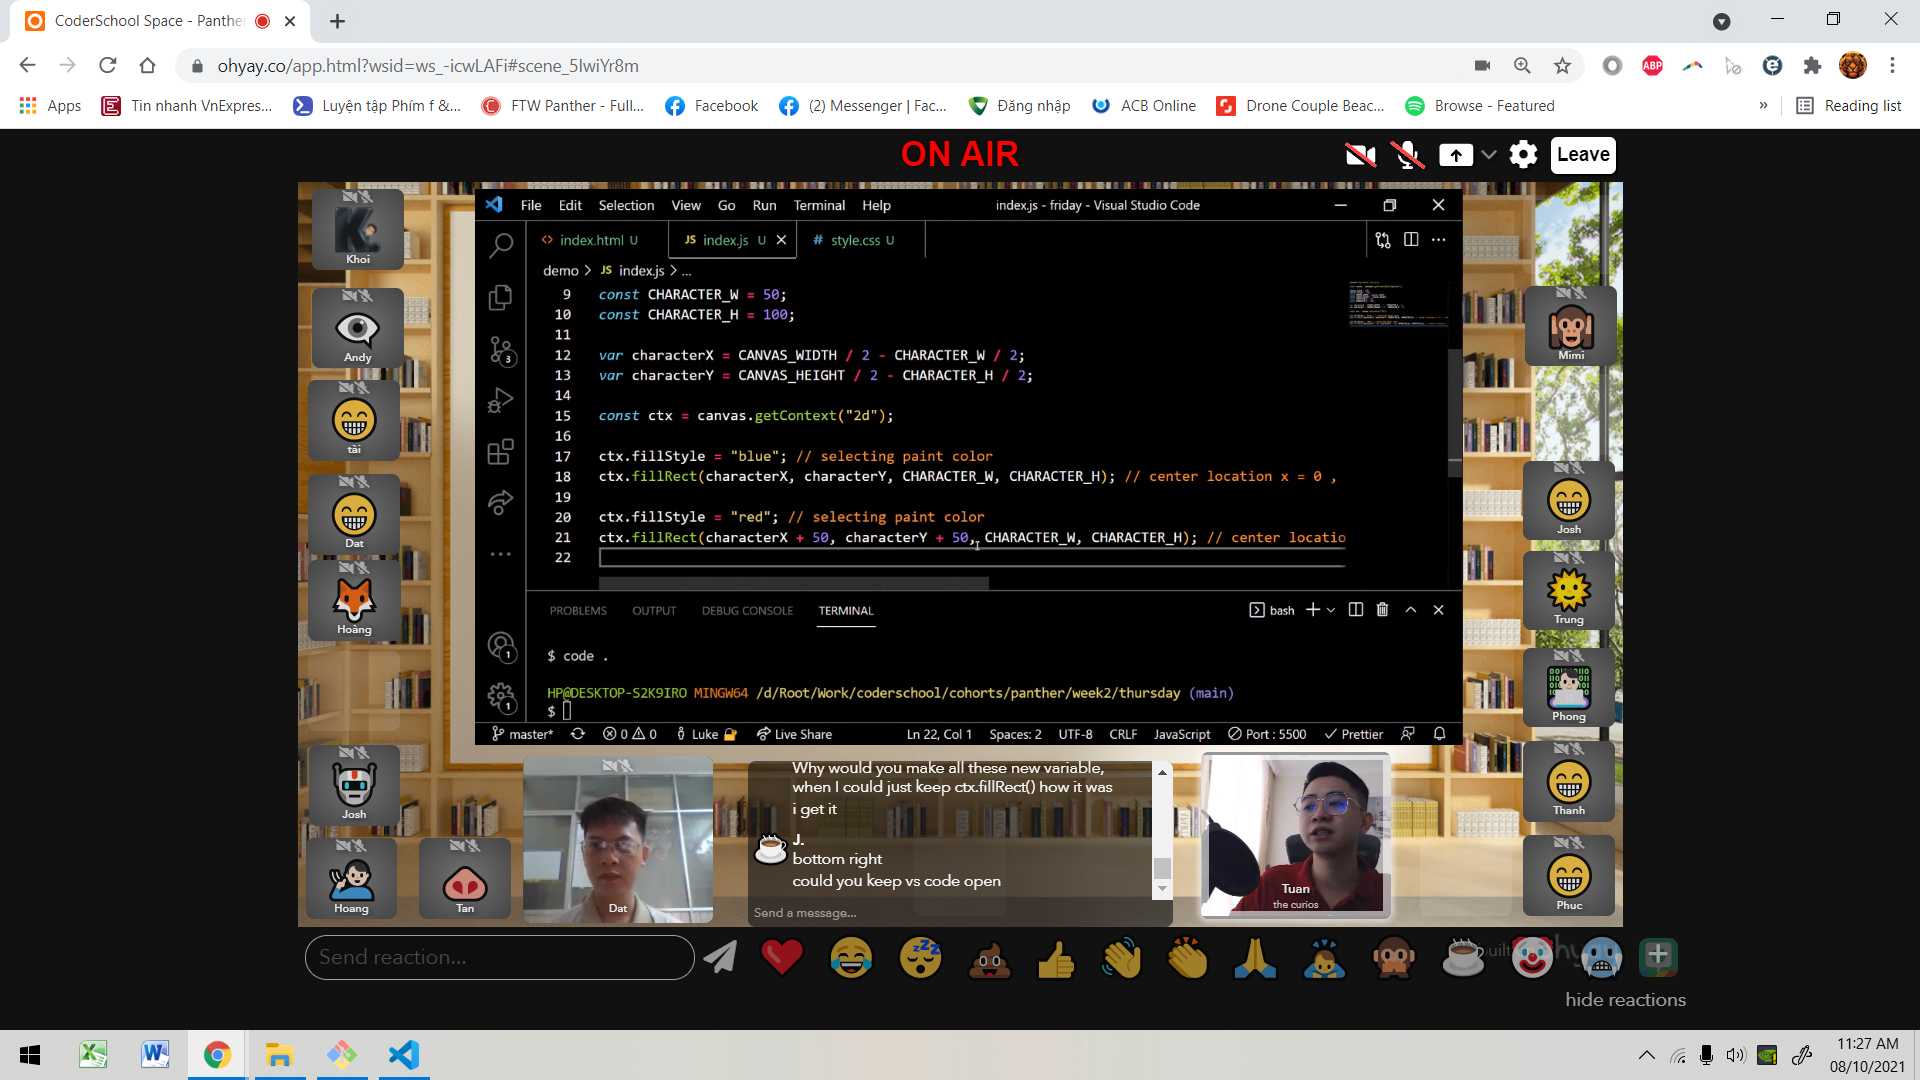 CoderSchool Space - Panthe
ohyay.co/app.html?wsid=ws_-icwLAFi#scene_5IwiYr8m
ABP
Apps
Tin nhanh VnExpres...
Luyện tập Phím f &...
FTW Panther - Full...
Facebook
(2) Messenger | Fac...
Đăng nhập
ACB Online
Drone Couple Beac...
Browse - Featured
»
Reading list
ON AIR
Leave
File Edit Selection View Go Run Terminal Help
index.js - friday - Visual Studio Code
<> index.html U
JS index.js U
# style.css U
demo > JS index.js > ...
9 const CHARACTER_W = 50;
10 const CHARACTER_H = 100;
11
12 var characterX = CANVAS_WIDTH / 2 - CHARACTER_W / 2;
13 var characterY = CANVAS_HEIGHT / 2 - CHARACTER_H / 2;
14
15 const ctx = canvas.getContext("2d");
16
17 ctx.fillStyle = "blue"; // selecting paint color
18 ctx.fillRect(characterX, characterY, CHARACTER_W, CHARACTER_H); // center location x = 0 ,
19
20 ctx.fillStyle = "red"; // selecting paint color
21 ctx.fillRect(characterX + 50, characterY + 50, CHARACTER_W, CHARACTER_H); // center locatio
22
3
1
1
PROBLEMS OUTPUT DEBUG CONSOLE TERMINAL
bash
$ code .
HP@DESKTOP-S2K9IRO MINGW64 /d/Root/Work/coderschool/cohorts/panther/week2/thursday (main)
$
master* 0 0 Luke Live Share
Ln 22, Col 1 Spaces: 2 UTF-8 CRLF JavaScript Port : 5500 Prettier
Khoi
Andy
tài
Dat
Hoàng
Josh
Hoang
Tan
Dat
Mimi
Josh
Trung
Phong
Thanh
Phuc
Why would you make all these new variable,
when I could just keep ctx.fillRect() how it was
i get it
J.
bottom right
could you keep vs code open
Send a message...
Tuan
the curios
Send reaction...
built
hide reactions
11:27 AM
08/10/2021